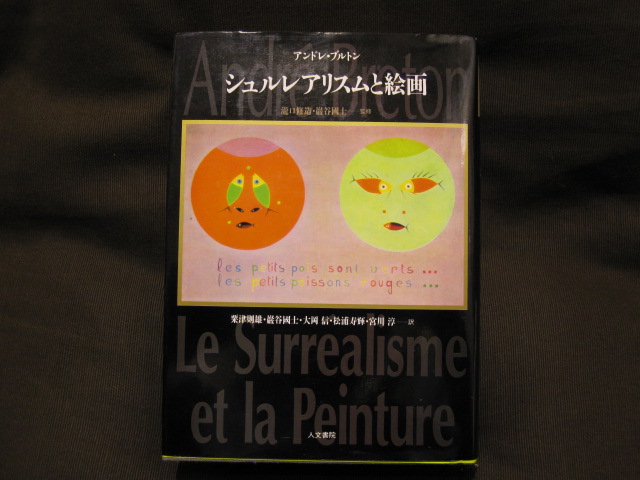 アンドレ・ブルトン
André Breton
シュルレアリスムと絵画
瀧口修造・巖谷國士―監修
les petits pois sont verts ...
les petits poissons rouges ...
粟津則雄・巖谷國士・大岡 信・松浦寿輝・宮川 淳―訳
Le Surréalisme
et la Peinture
人文書院